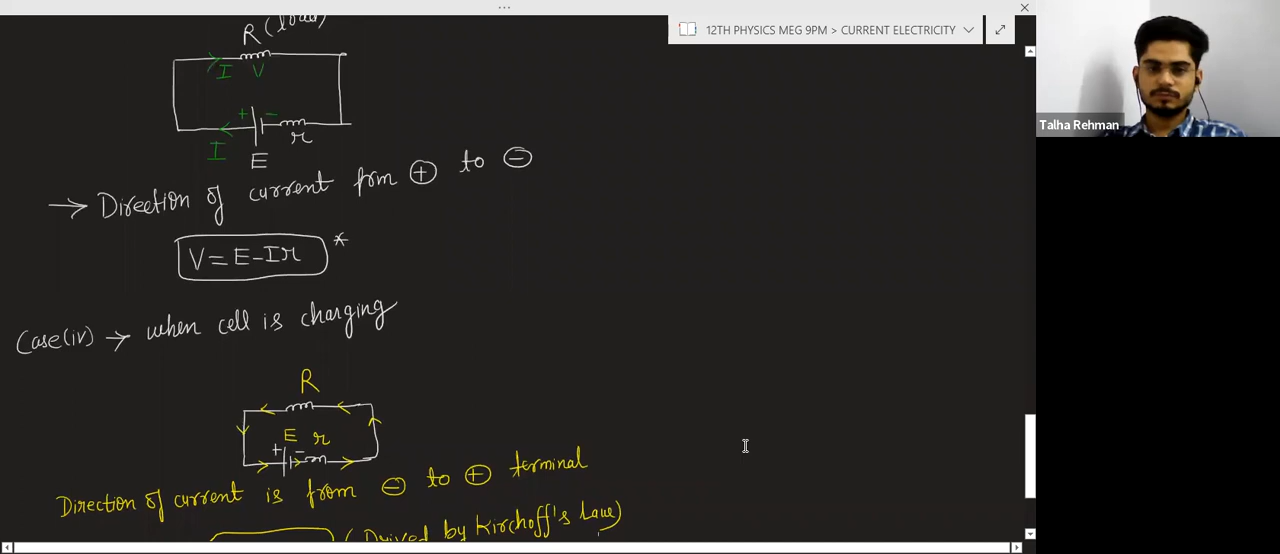 12TH PHYSICS MEG 9PM > CURRENT ELECTRICITY
Talha Rehman
R (load)
I V
+ -
I E r
→ Direction of current from ⊕ to ⊖
V = E - Ir *
Case(iv) → when cell is charging
R
E r
+ -
Direction of current is from ⊖ to ⊕ terminal
(Drived by Kirchoff's Law)